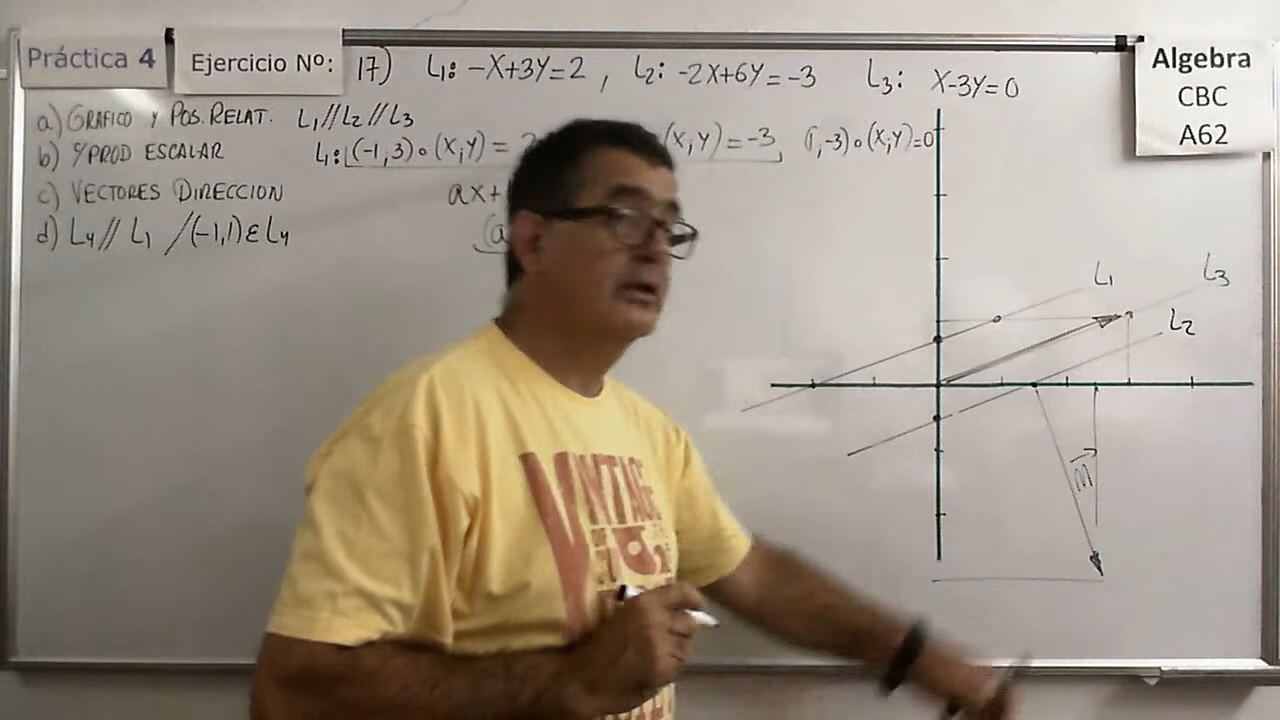 Práctica 4
Ejercicio Nº: 17) L₁: -X+3Y=2 , L₂: -2X+6Y=-3 L₃: X-3Y=0
Algebra
CBC
A62
a) GRAFICO Y POS. RELAT. L₁//L₂//L₃
b) Y PROD ESCALAR L₁: (-1,3)∘(X,Y)= (X,Y)=-3, (1,-3)∘(X,Y)=0
c) VECTORES DIRECCION ax+
d) L₄// L₁ /(-1,1)ε L₄ (a
L₁
L₃
L₂
VINTAGE